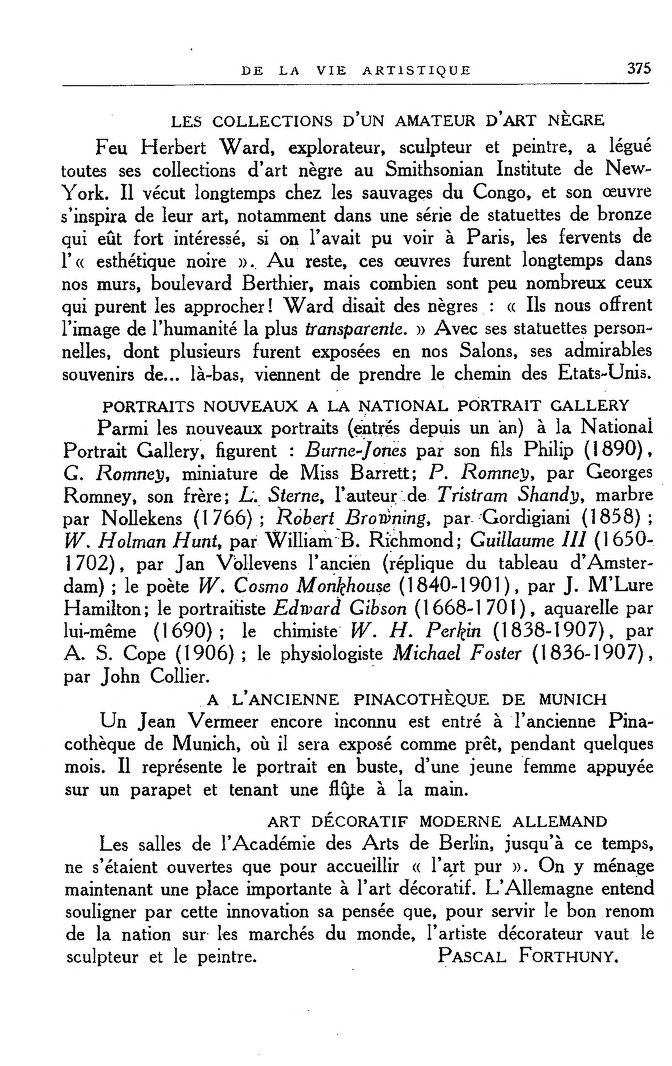 DE LA VIE ARTISTIQUE 375
LES COLLECTIONS D'UN AMATEUR D'ART NÈGRE
Feu Herbert Ward, explorateur, sculpteur et peintre, a légué
toutes ses collections d'art nègre au Smithsonian Institute de New-
York. Il vécut longtemps chez les sauvages du Congo, et son œuvre
s'inspira de leur art, notamment dans une série de statuettes de bronze
qui eût fort intéressé, si on l'avait pu voir à Paris, les fervents de
l'« esthétique noire ». Au reste, ces œuvres furent longtemps dans
nos murs, boulevard Berthier, mais combien sont peu nombreux ceux
qui purent les approcher! Ward disait des nègres : « Ils nous offrent
l'image de l'humanité la plus transparente. » Avec ses statuettes person-
nelles, dont plusieurs furent exposées en nos Salons, ses admirables
souvenirs de... là-bas, viennent de prendre le chemin des Etats-Unis.
PORTRAITS NOUVEAUX A LA NATIONAL PORTRAIT GALLERY
Parmi les nouveaux portraits (entrés depuis un an) à la National
Portrait Gallery, figurent : Burne-Jones par son fils Philip (1890),
G. Romney, miniature de Miss Barrett; P. Romney, par Georges
Romney, son frère; L. Sterne, l'auteur de Tristram Shandy, marbre
par Nollekens (1766) ; Robert Browning, par Gordigiani (1858) ;
W. Holman Hunt, par William B. Richmond; Guillaume III (1650-
1702), par Jan Vollevens l'ancien (réplique du tableau d'Amster-
dam) ; le poète W. Cosmo Monkhouse (1840-1901), par J. M'Lure
Hamilton; le portraitiste Edward Gibson (1668-1701), aquarelle par
lui-même (1690) ; le chimiste W. H. Perkin (1838-1907), par
A. S. Cope (1906) ; le physiologiste Michael Foster (1836-1907),
par John Collier.
A L'ANCIENNE PINACOTHÈQUE DE MUNICH
Un Jean Vermeer encore inconnu est entré à l'ancienne Pina-
cothèque de Munich, où il sera exposé comme prêt, pendant quelques
mois. Il représente le portrait en buste, d'une jeune femme appuyée
sur un parapet et tenant une flûte à la main.
ART DÉCORATIF MODERNE ALLEMAND
Les salles de l'Académie des Arts de Berlin, jusqu'à ce temps,
ne s'étaient ouvertes que pour accueillir « l'art pur ». On y ménage
maintenant une place importante à l'art décoratif. L'Allemagne entend
souligner par cette innovation sa pensée que, pour servir le bon renom
de la nation sur les marchés du monde, l'artiste décorateur vaut le
sculpteur et le peintre. PASCAL FORTHUNY.